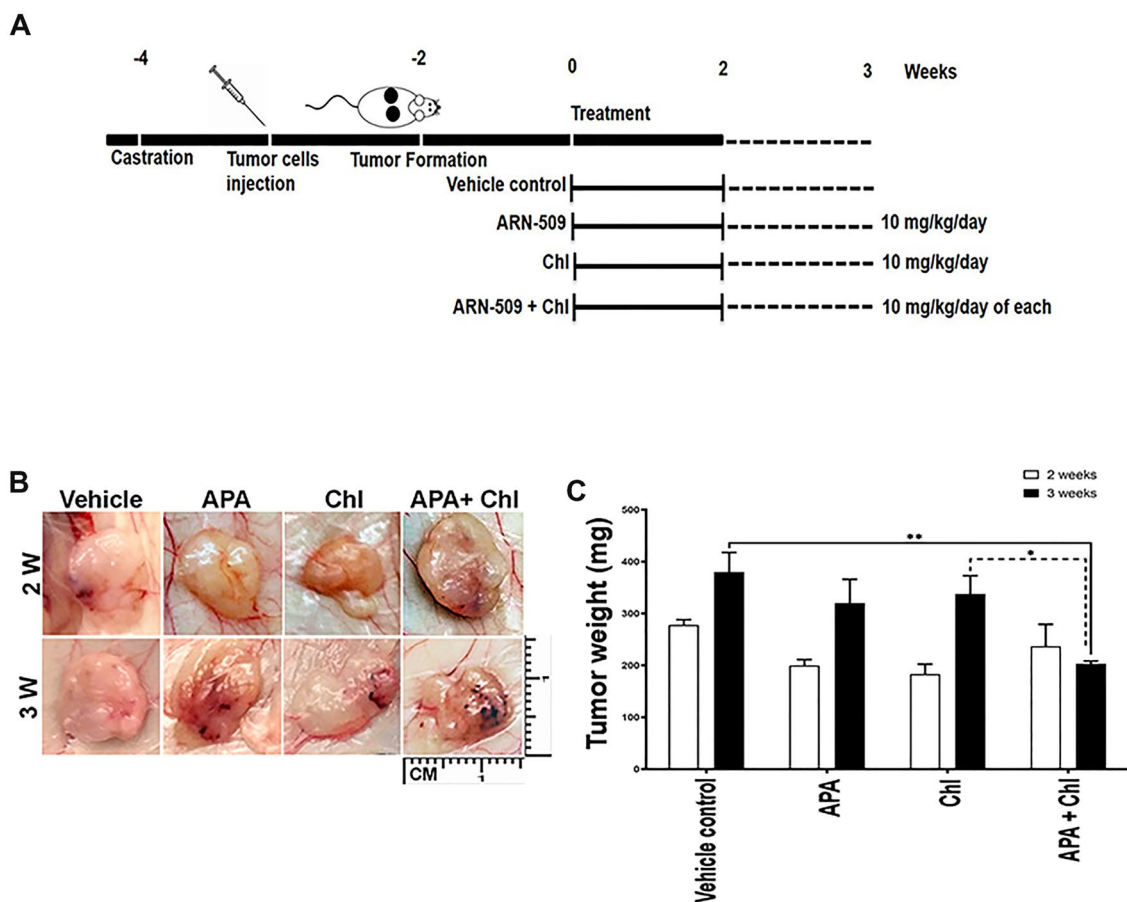 A
-4 -2 0 2 3 Weeks
Treatment
Castration Tumor cells injection Tumor Formation
Vehicle control
ARN-509 10 mg/kg/day
Chl 10 mg/kg/day
ARN-509 + Chl 10 mg/kg/day of each
B
Vehicle APA Chl APA+ Chl
2 W
3 W
1
CM 1
C
2 weeks
3 weeks
Tumor weight (mg)
500
400
300
200
100
0
**
*
Vehicle control
APA
Chl
APA + Chl